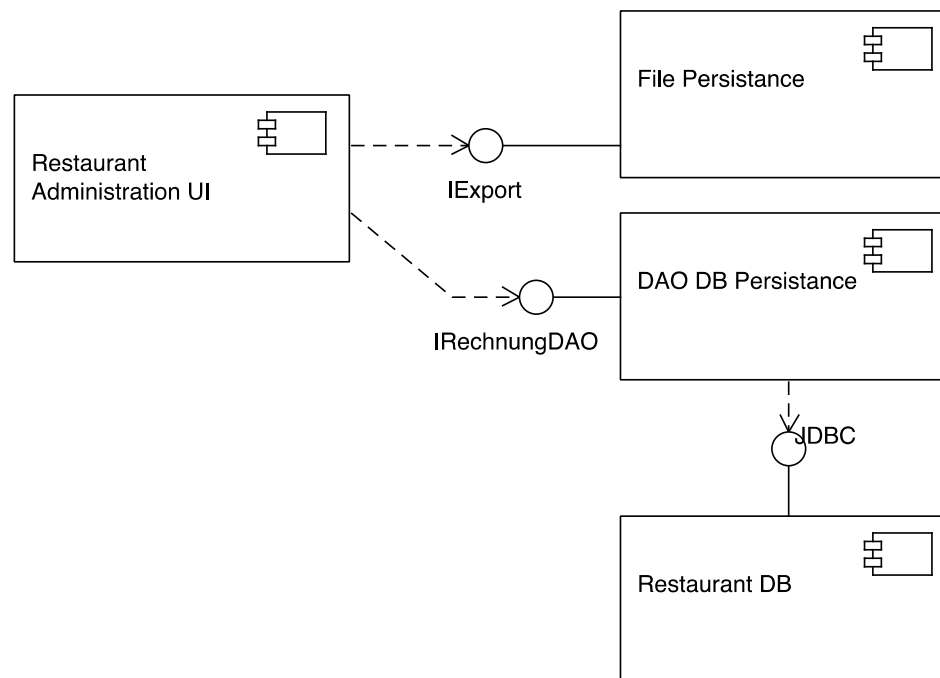 File Persistance
Restaurant
Administration UI
IExport
DAO DB Persistance
IRechnungDAO
JDBC
Restaurant DB